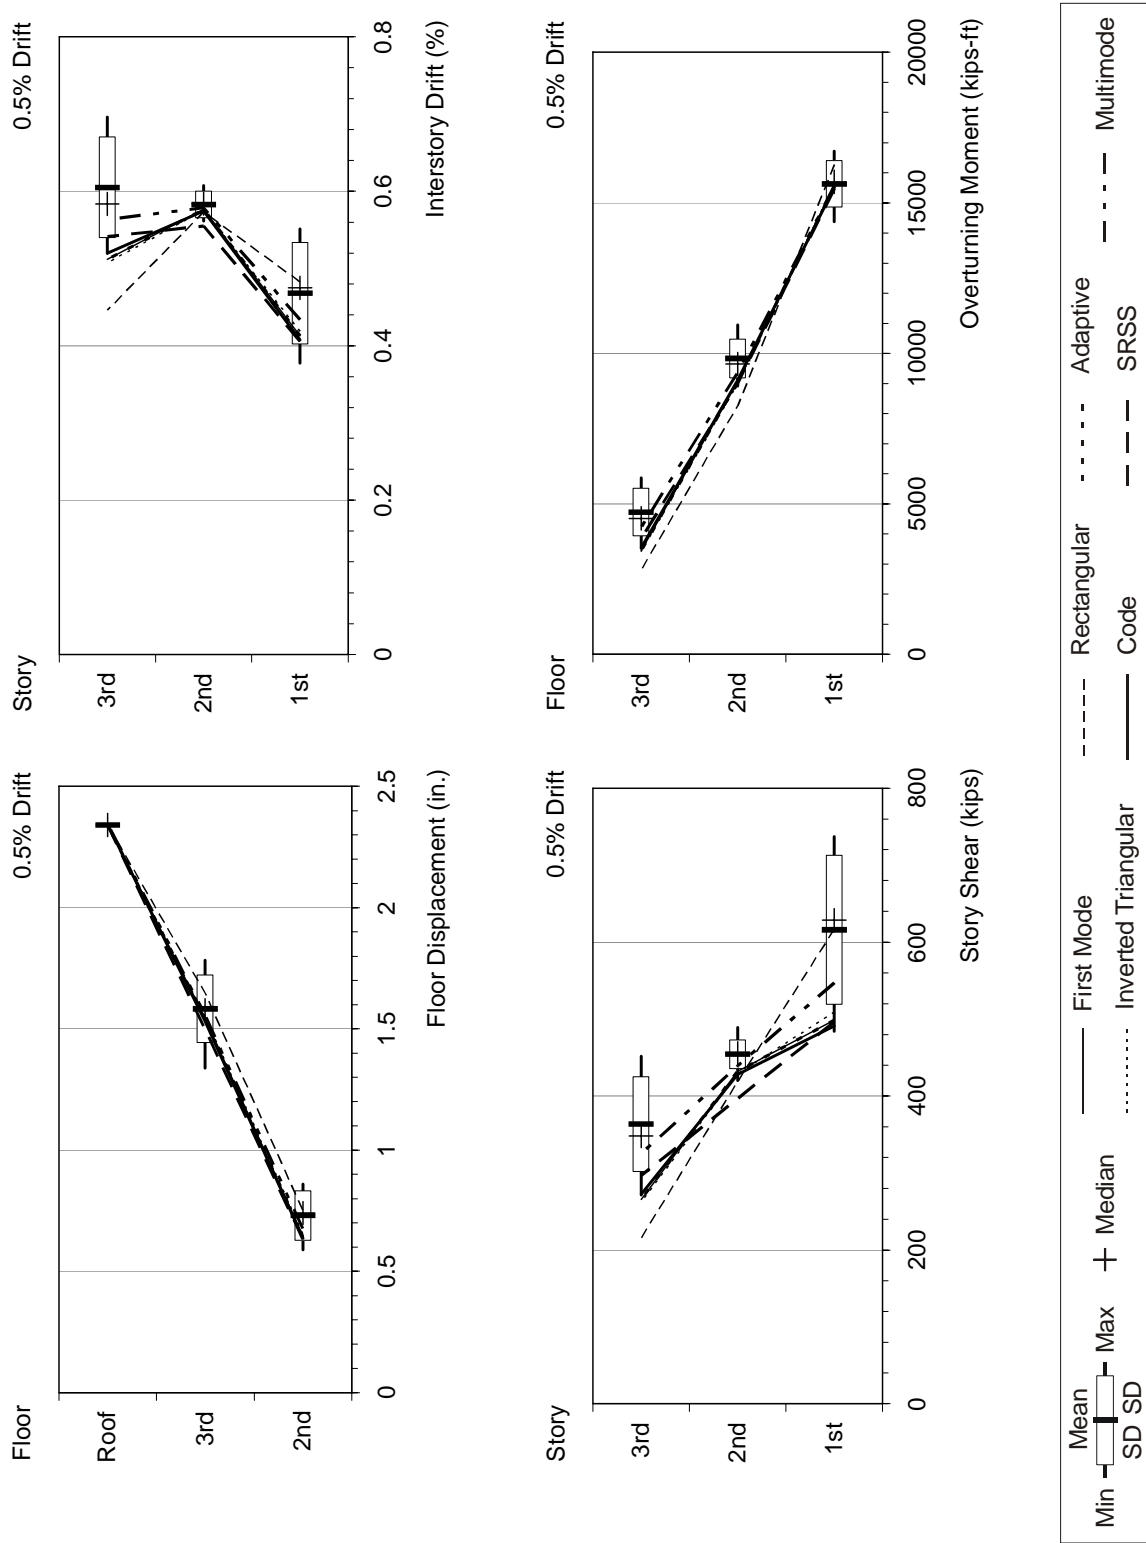 Floor 0.5% Drift
Roof
3rd
2nd
0 0.5 1 1.5 2 2.5
Floor Displacement (in.)
Story 0.5% Drift
3rd
2nd
1st
0 0.2 0.4 0.6 0.8
Interstory Drift (%)
Story 0.5% Drift
3rd
2nd
1st
0 200 400 600 800
Story Shear (kips)
Floor 0.5% Drift
3rd
2nd
1st
0 5000 10000 15000 20000
Overturning Moment (kips-ft)
Mean
Min Max Median
SD SD
First Mode Rectangular Adaptive Multimode
Inverted Triangular Code SRSS